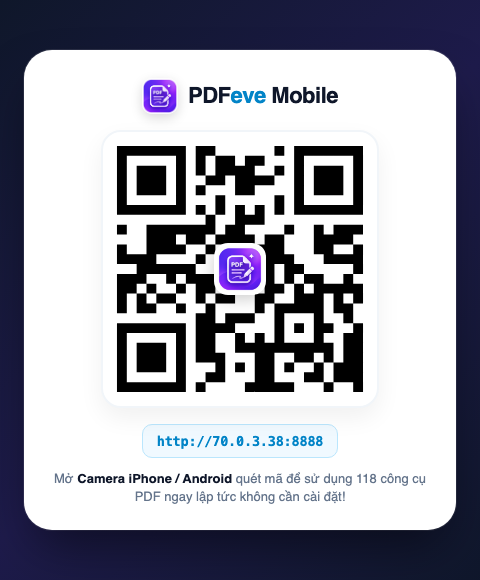 PDF
PDFeve Mobile
PDF
http://70.0.3.38:8888
Mở Camera iPhone / Android quét mã để sử dụng 118 công cụ
PDF ngay lập tức không cần cài đặt!